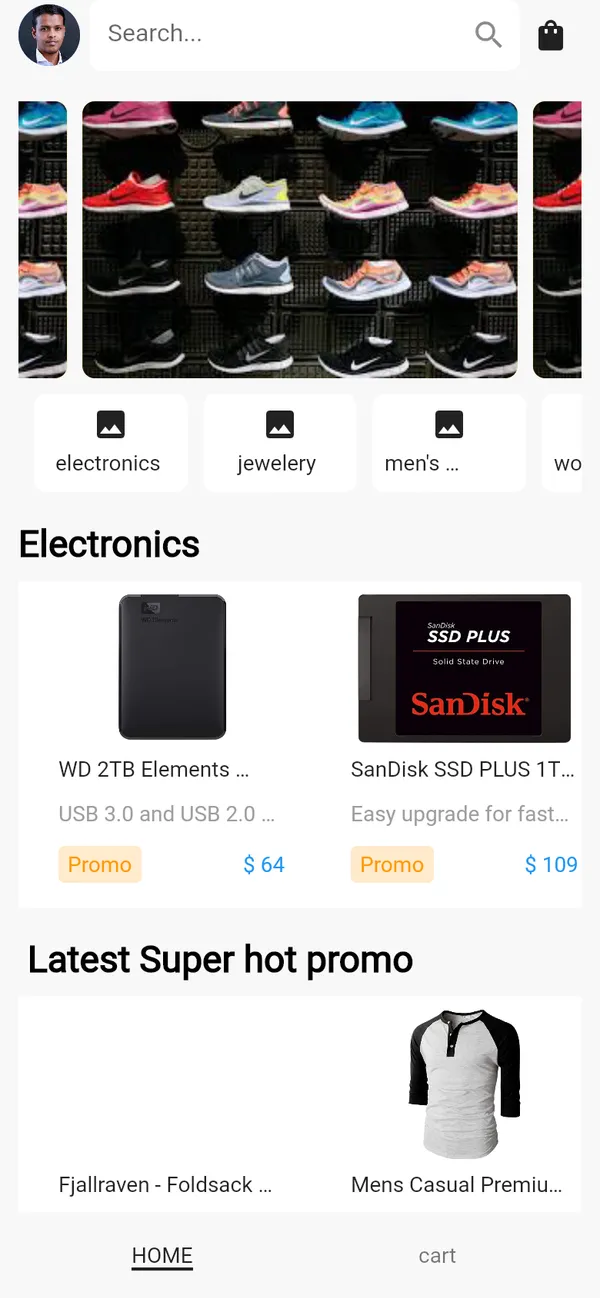 Search...
electronics
jewelery
men's ...
wo
Electronics
WD
SanDisk
SSD PLUS
Solid State Drive
SanDisk
WD 2TB Elements ...
SanDisk SSD PLUS 1T...
USB 3.0 and USB 2.0 ...
Easy upgrade for fast...
Promo
$ 64
Promo
$ 109
Latest Super hot promo
Fjallraven - Foldsack ...
Mens Casual Premiu...
HOME
cart